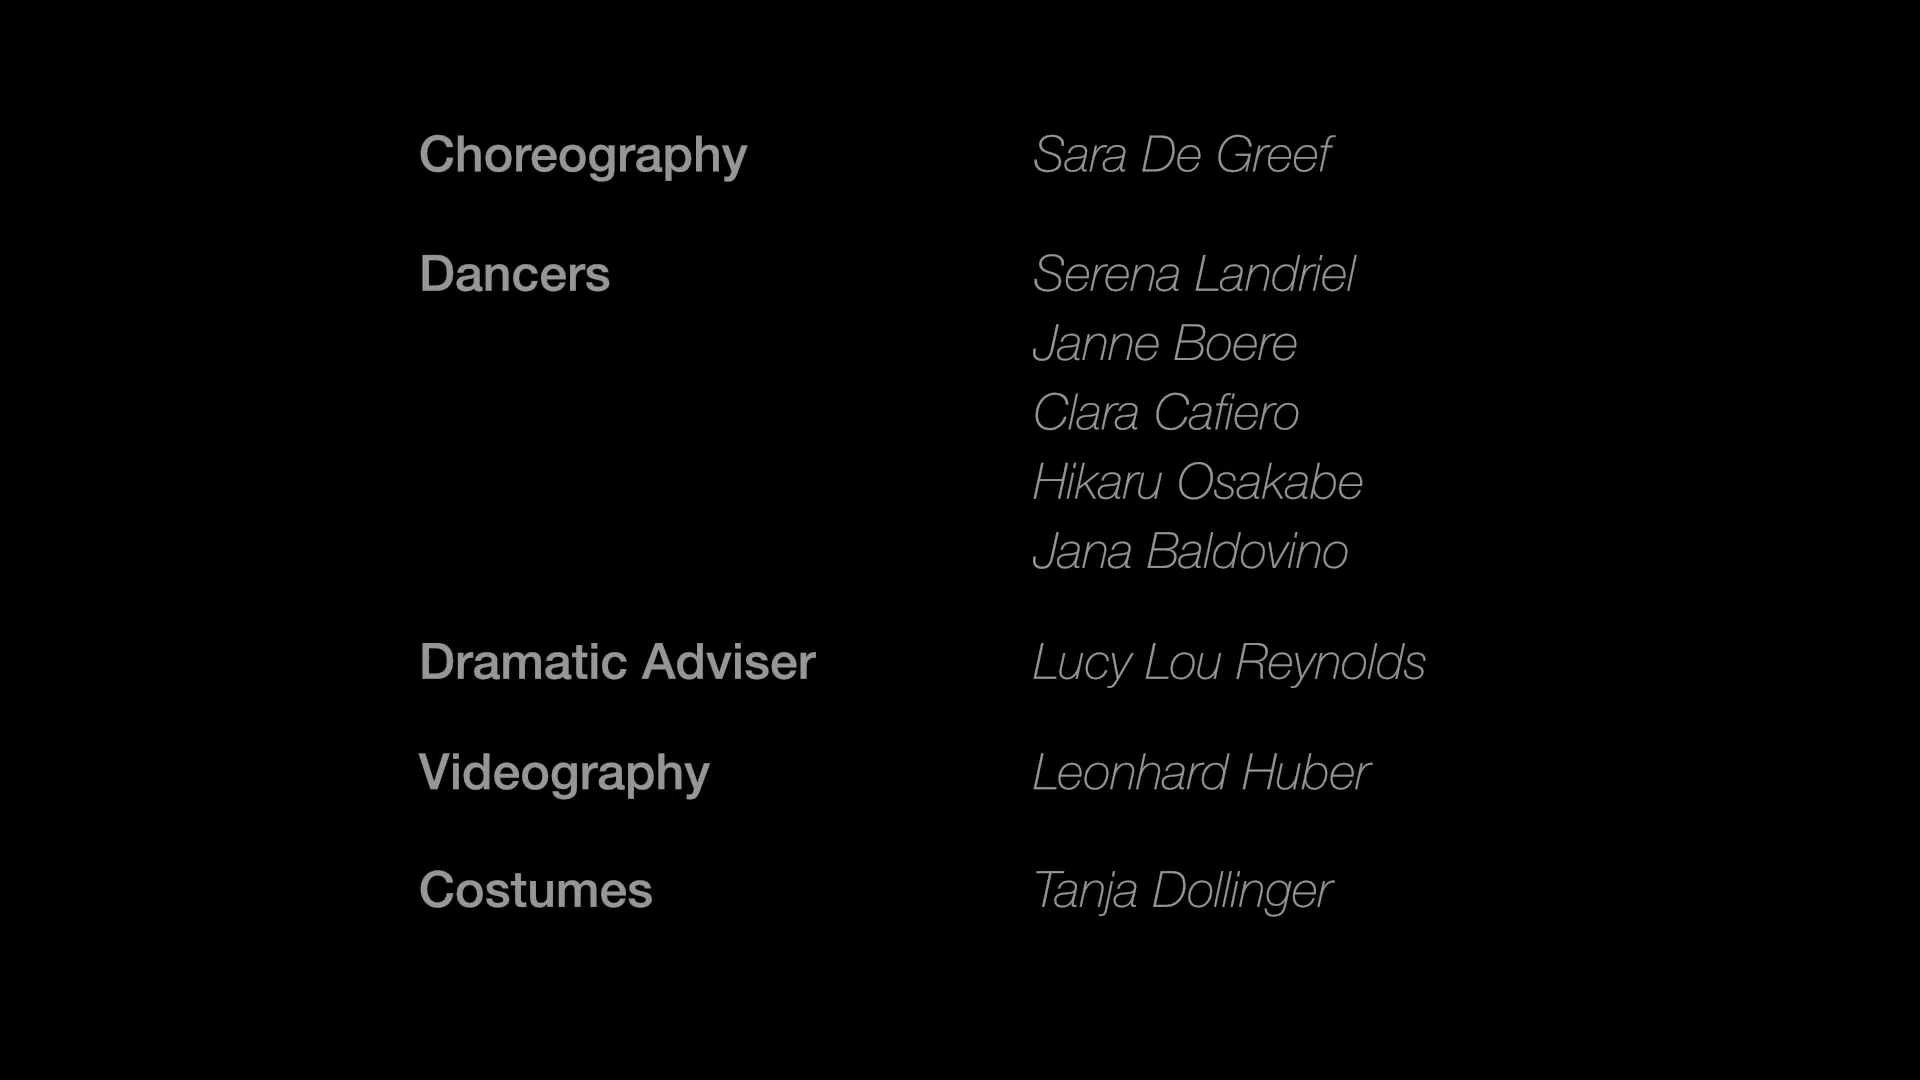 Choreography Sara De Greef
Dancers Serena Landriel
Janne Boere
Clara Cafiero
Hikaru Osakabe
Jana Baldovino
Dramatic Adviser Lucy Lou Reynolds
Videography Leonhard Huber
Costumes Tanja Dollinger